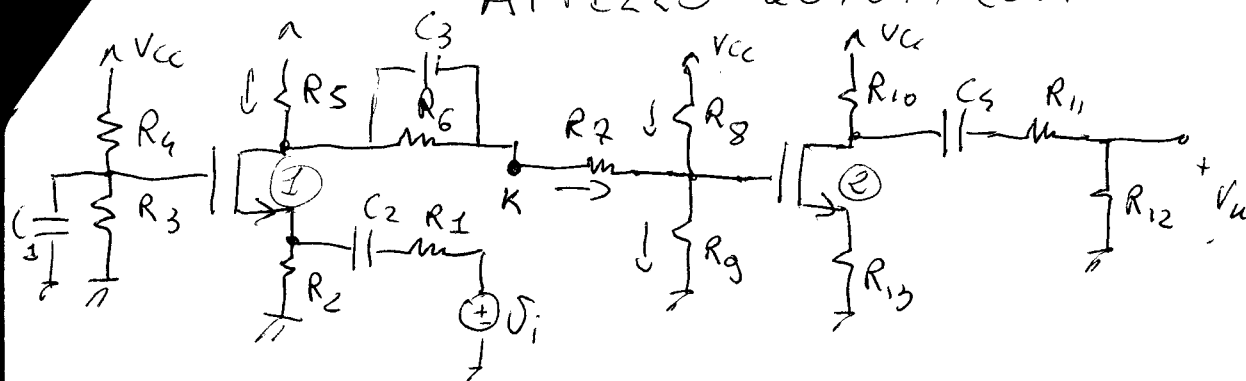 Vcc
C3
Vcc
Vcc
R4
R5
R6
R7
R8
R10
C4
R11
1
K
2
C1
R3
C2
R1
R9
R12
+
Vu
R2
+
vi
R13